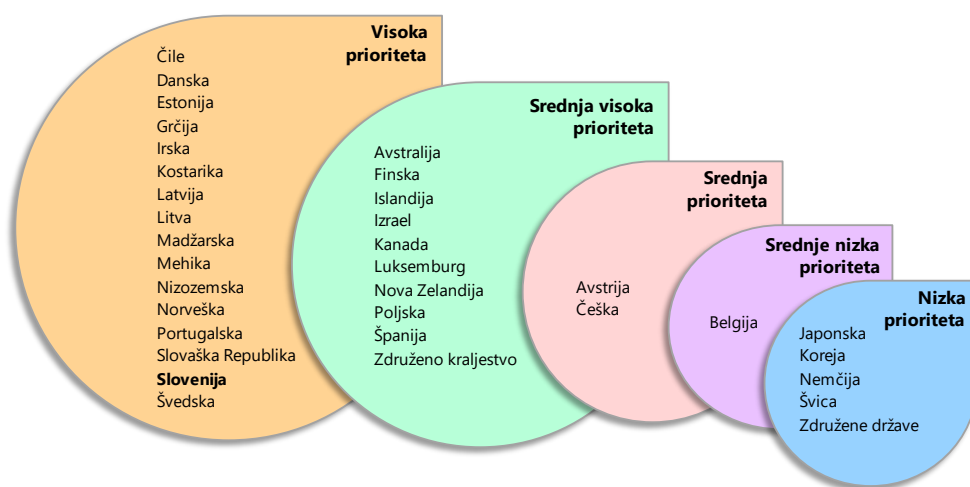 Visoka
prioriteta
Čile
Danska
Estonija
Grčija
Irska
Kostarika
Latvija
Litva
Madžarska
Mehika
Nizozemska
Norveška
Portugalska
Slovaška Republika
Slovenija
Švedska
Srednja visoka
prioriteta
Avstralija
Finska
Islandija
Izrael
Kanada
Luksemburg
Nova Zelandija
Poljska
Španija
Združeno kraljestvo
Srednja
prioriteta
Avstrija
Češka
Srednje nizka
prioriteta
Belgija
Nizka
prioriteta
Japonska
Koreja
Nemčija
Švica
Združene države